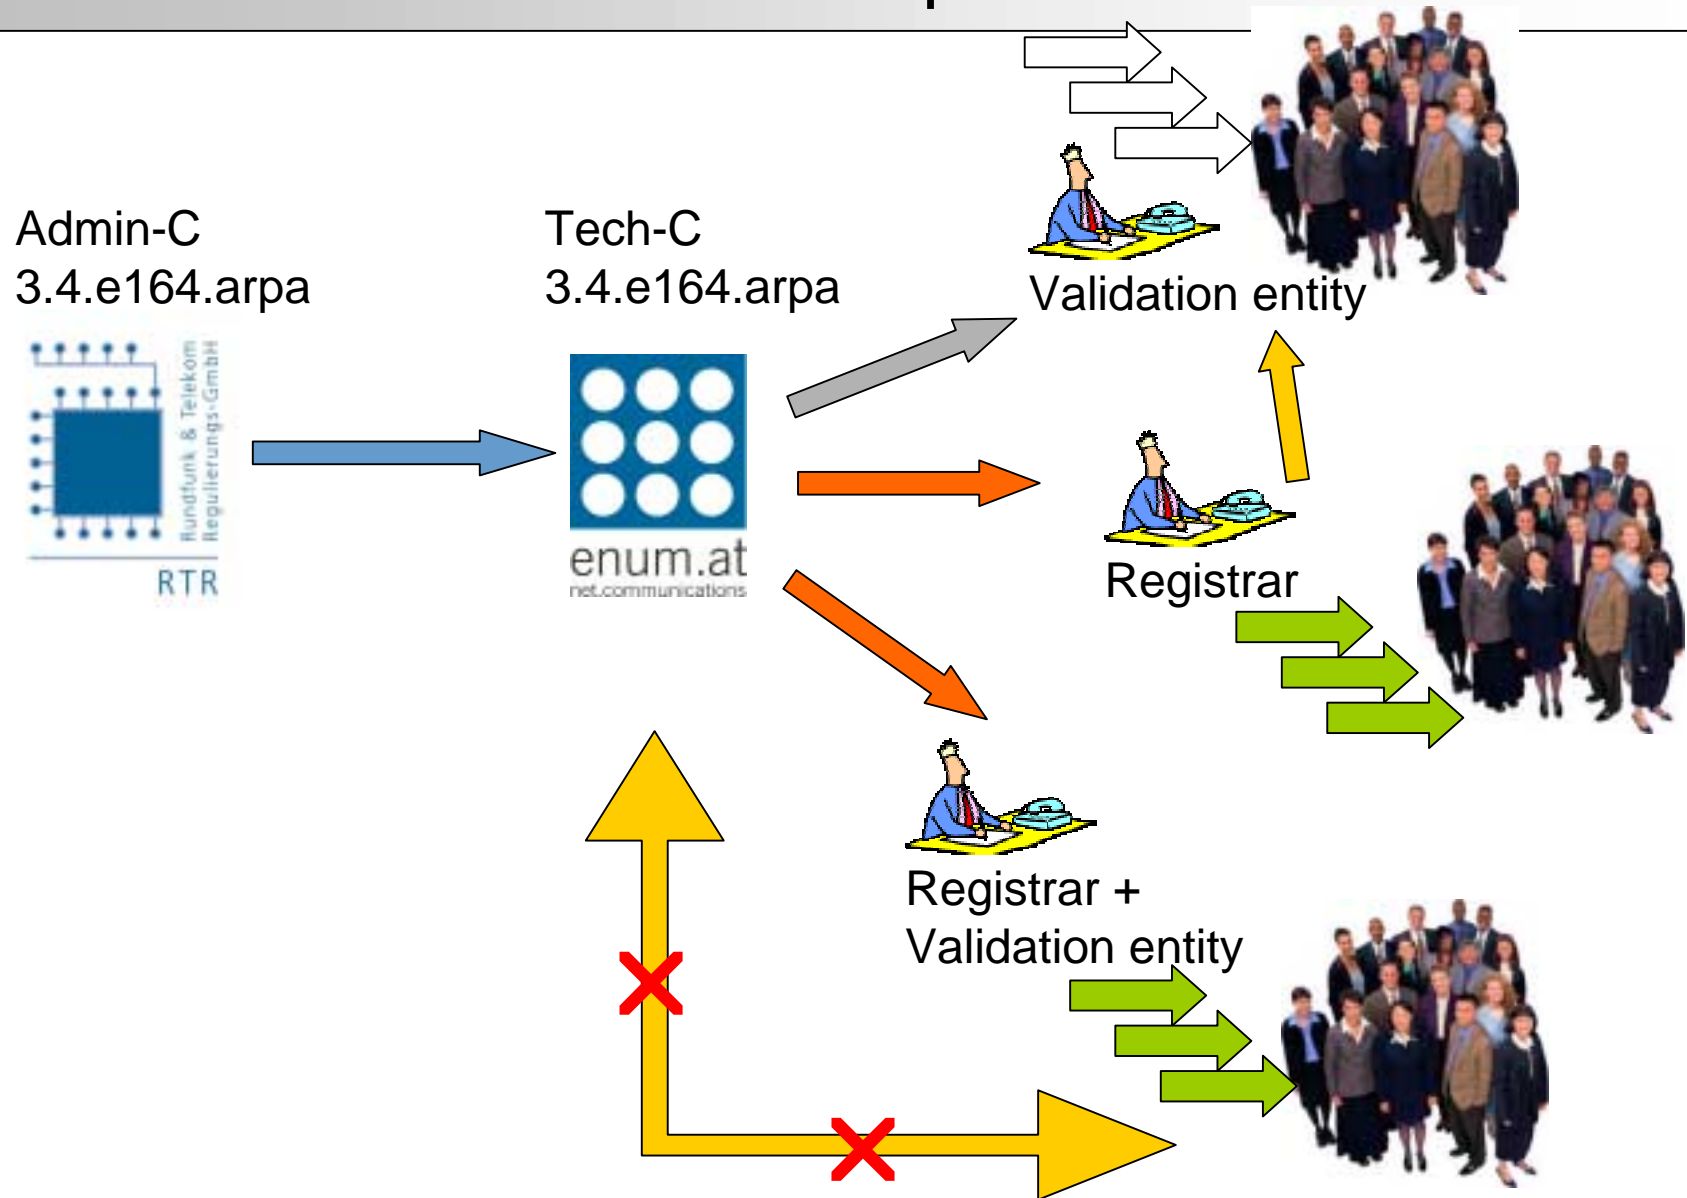 Admin-C
3.4.e164.arpa
Rundfunk & Telekom
Regulierungs-GmbH
RTR
Tech-C
3.4.e164.arpa
enum.at
net.communications
Validation entity
Registrar
Registrar +
Validation entity